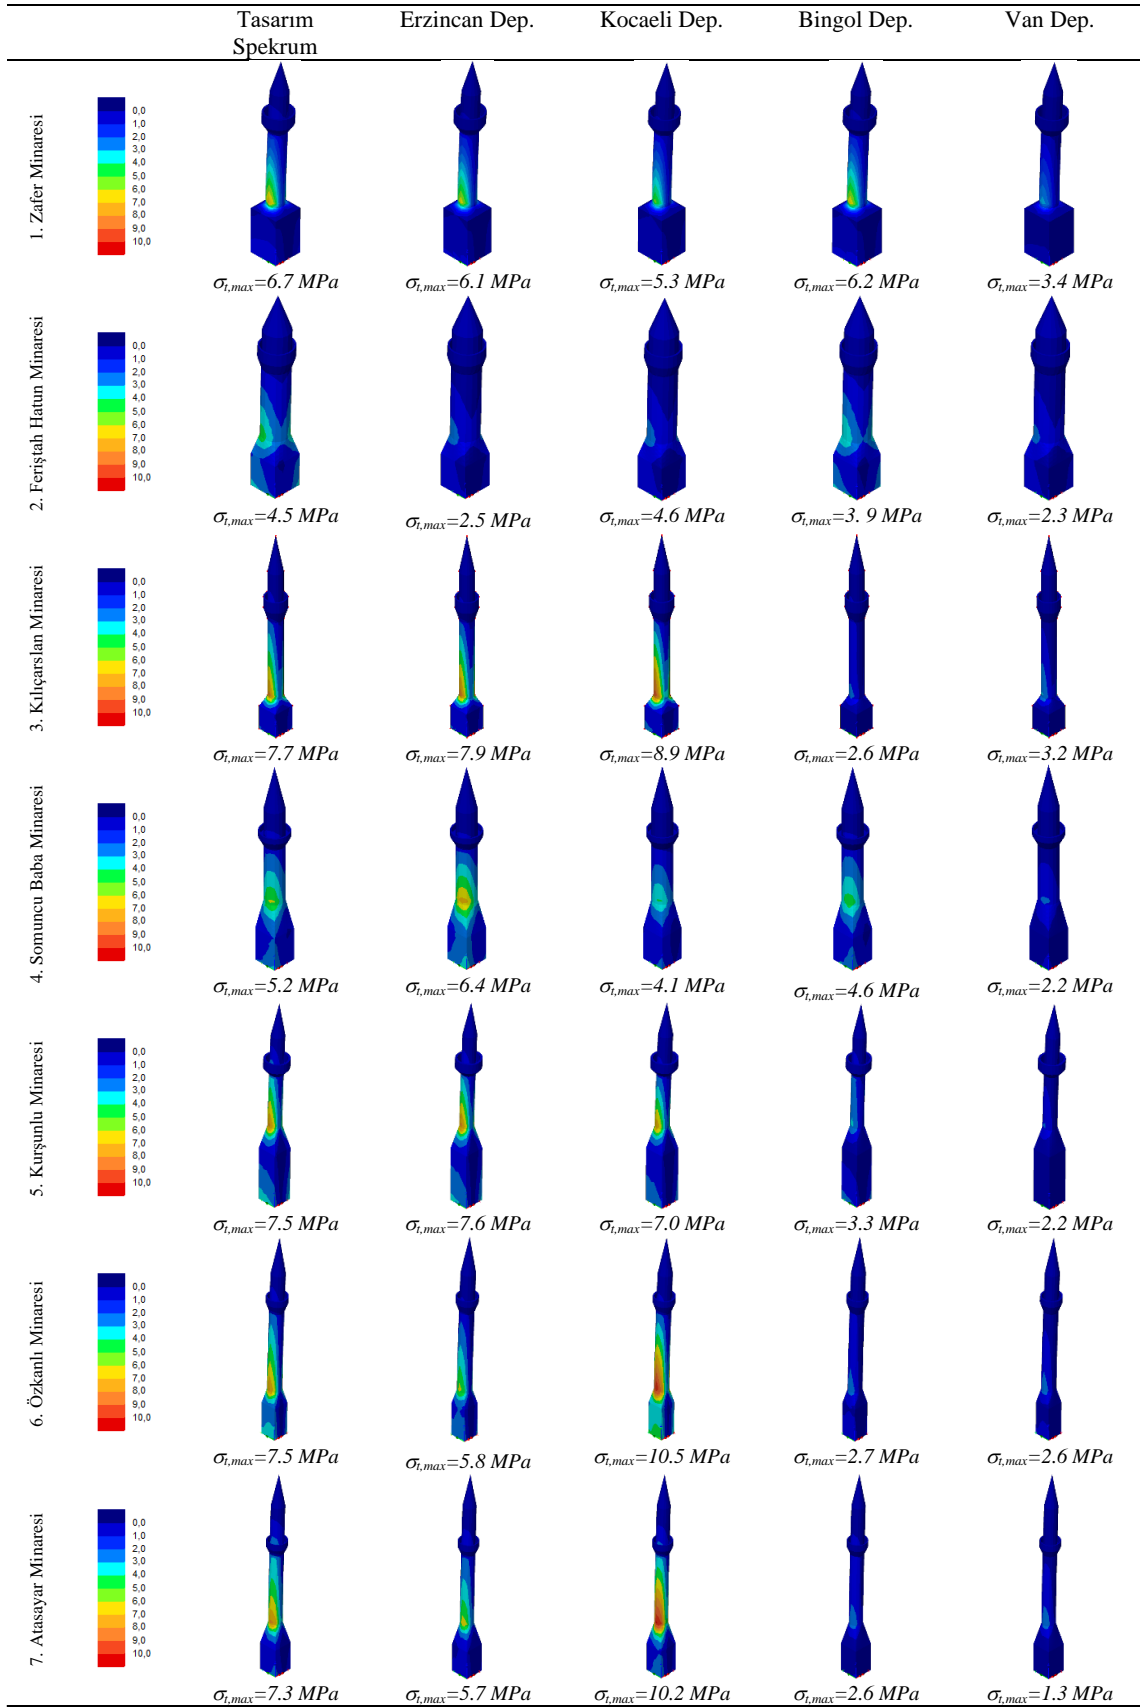 Tasarım Spekrum
Erzincan Dep.
Kocaeli Dep.
Bingol Dep.
Van Dep.
1. Zafer Minaresi
0,0
1,0
2,0
3,0
4,0
5,0
6,0
7,0
8,0
9,0
10,0
σt,max=6.7 MPa
σt,max=6.1 MPa
σt,max=5.3 MPa
σt,max=6.2 MPa
σt,max=3.4 MPa
2. Feriştah Hatun Minaresi
0,0
1,0
2,0
3,0
4,0
5,0
6,0
7,0
8,0
9,0
10,0
σt,max=4.5 MPa
σt,max=2.5 MPa
σt,max=4.6 MPa
σt,max=3. 9 MPa
σt,max=2.3 MPa
3. Kılıçarslan Minaresi
0,0
1,0
2,0
3,0
4,0
5,0
6,0
7,0
8,0
9,0
10,0
σt,max=7.7 MPa
σt,max=7.9 MPa
σt,max=8.9 MPa
σt,max=2.6 MPa
σt,max=3.2 MPa
4. Somuncu Baba Minaresi
0,0
1,0
2,0
3,0
4,0
5,0
6,0
7,0
8,0
9,0
10,0
σt,max=5.2 MPa
σt,max=6.4 MPa
σt,max=4.1 MPa
σt,max=4.6 MPa
σt,max=2.2 MPa
5. Kurşunlu Minaresi
0,0
1,0
2,0
3,0
4,0
5,0
6,0
7,0
8,0
9,0
10,0
σt,max=7.5 MPa
σt,max=7.6 MPa
σt,max=7.0 MPa
σt,max=3.3 MPa
σt,max=2.2 MPa
6. Özkanlı Minaresi
0,0
1,0
2,0
3,0
4,0
5,0
6,0
7,0
8,0
9,0
10,0
σt,max=7.5 MPa
σt,max=5.8 MPa
σt,max=10.5 MPa
σt,max=2.7 MPa
σt,max=2.6 MPa
7. Atasayar Minaresi
0,0
1,0
2,0
3,0
4,0
5,0
6,0
7,0
8,0
9,0
10,0
σt,max=7.3 MPa
σt,max=5.7 MPa
σt,max=10.2 MPa
σt,max=2.6 MPa
σt,max=1.3 MPa